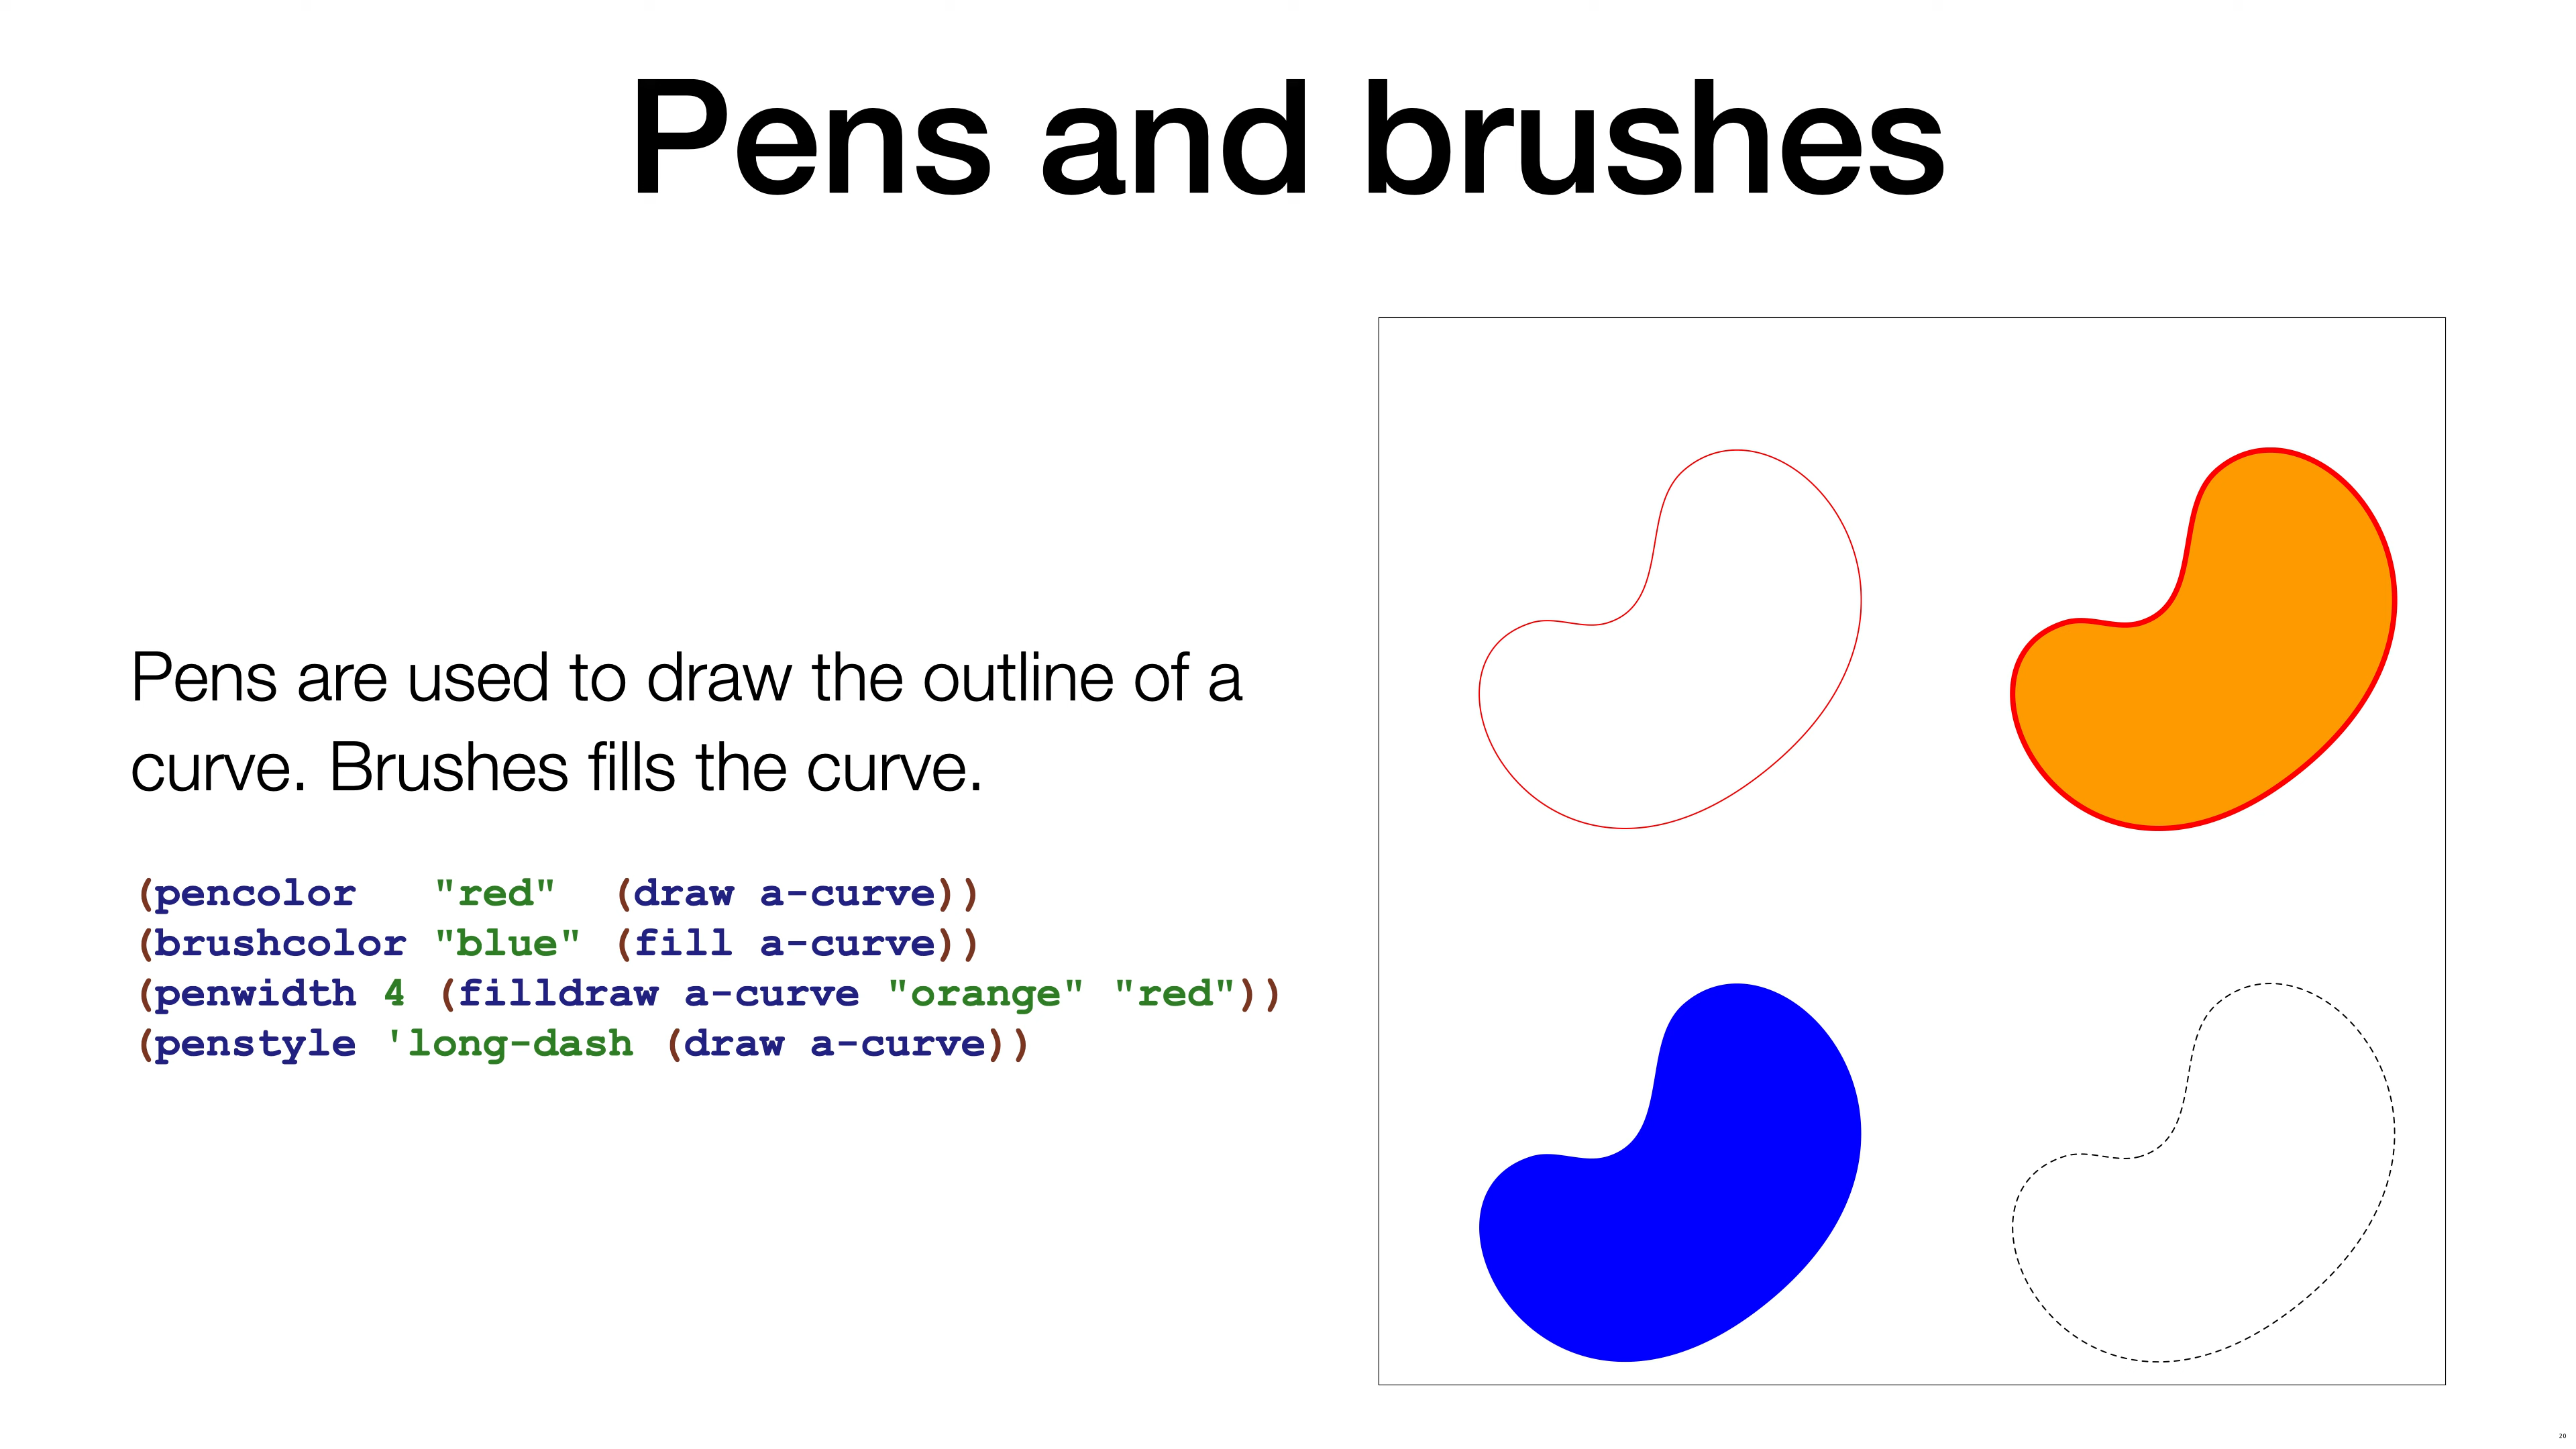 Pens and brushes
Pens are used to draw the outline of a
curve. Brushes fills the curve.
(pencolor   "red"  (draw a-curve))
(brushcolor "blue" (fill a-curve))
(penwidth 4 (filldraw a-curve "orange" "red"))
(penstyle 'long-dash (draw a-curve))
20